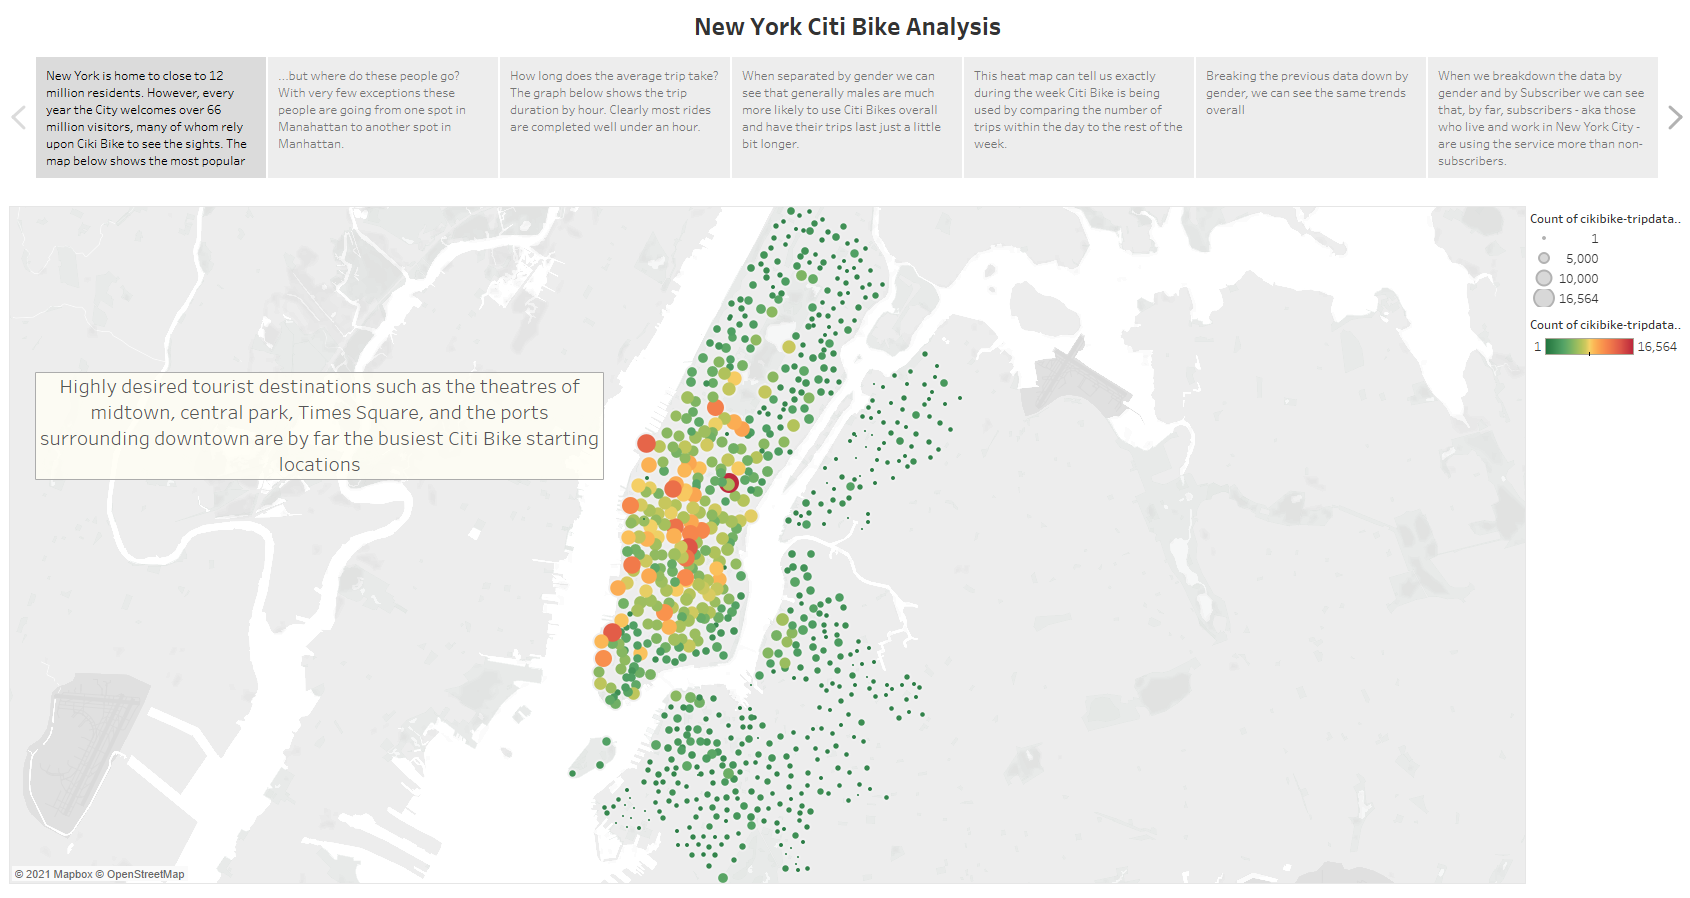 New York Citi Bike Analysis
New York is home to close to 12
million residents. However, every
year the City welcomes over 66
million visitors, many of whom rely
upon Ciki Bike to see the sights. The
map below shows the most popular
...but where do these people go?
With very few exceptions these
people are going from one spot in
Manahattan to another spot in
Manhattan.
How long does the average trip take?
The graph below shows the trip
duration by hour. Clearly most rides
are completed well under an hour.
When separated by gender we can
see that generally males are much
more likely to use Citi Bikes overall
and have their trips last just a little
bit longer.
This heat map can tell us exactly
during the week Citi Bike is being
used by comparing the number of
trips within the day to the rest of the
week.
Breaking the previous data down by
gender, we can see the same trends
overall
When we breakdown the data by
gender and by Subscriber we can see
that, by far, subscribers - aka those
who live and work in New York City -
are using the service more than non-
subscribers.
Highly desired tourist destinations such as the theatres of
midtown, central park, Times Square, and the ports
surrounding downtown are by far the busiest Citi Bike starting
locations
Count of cikibike-tripdata..
1
5,000
10,000
16,564
Count of cikibike-tripdata..
1 16,564
© 2021 Mapbox © OpenStreetMap